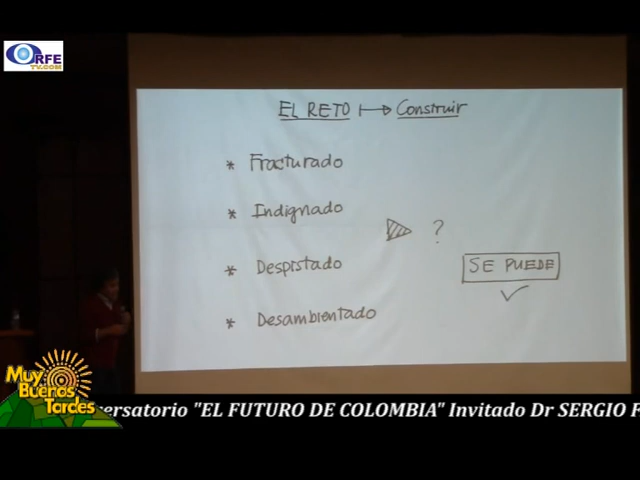 ORFE
TV.COM
EL RETO → Construir
* Fracturado
* Indignado
?
* Despistado
SE PUEDE
* Desambientado
Muy
Buenas
Tardes
versatorio "EL FUTURO DE COLOMBIA" Invitado Dr SERGIO F